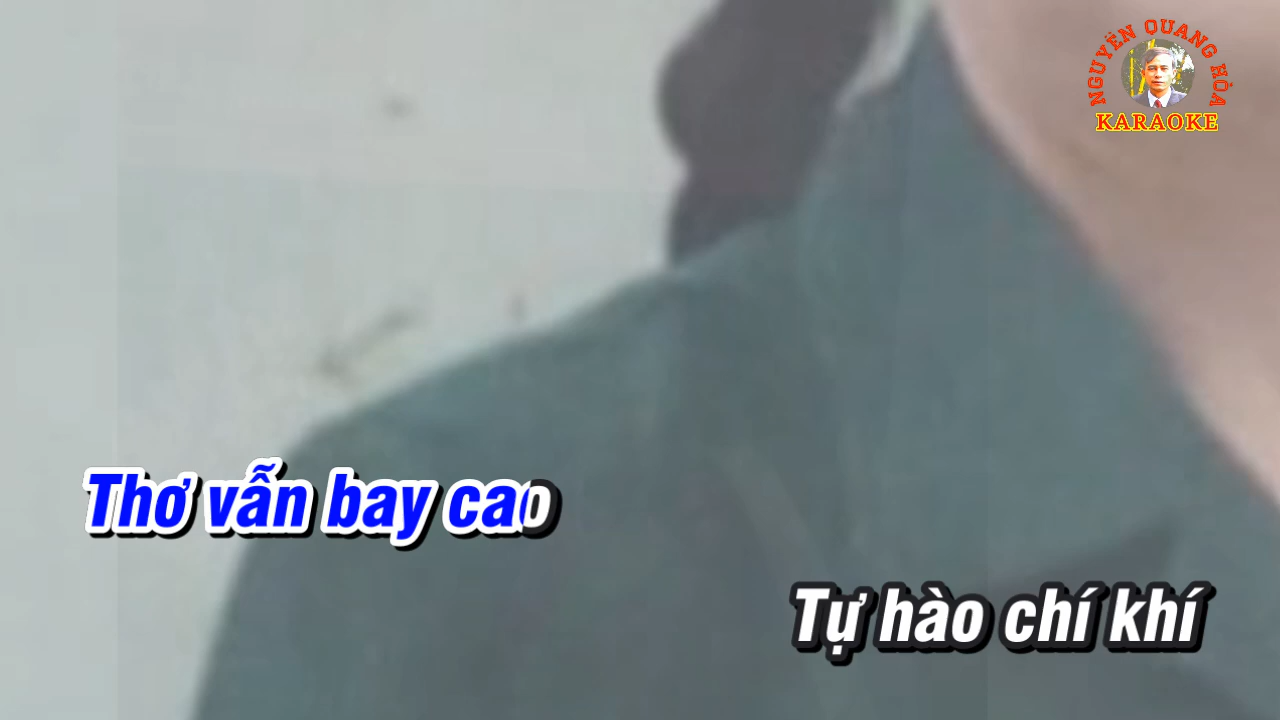 NGUYỄN QUANG HÒA
KARAOKE
Thơ vẫn bay cao
Tự hào chí khí